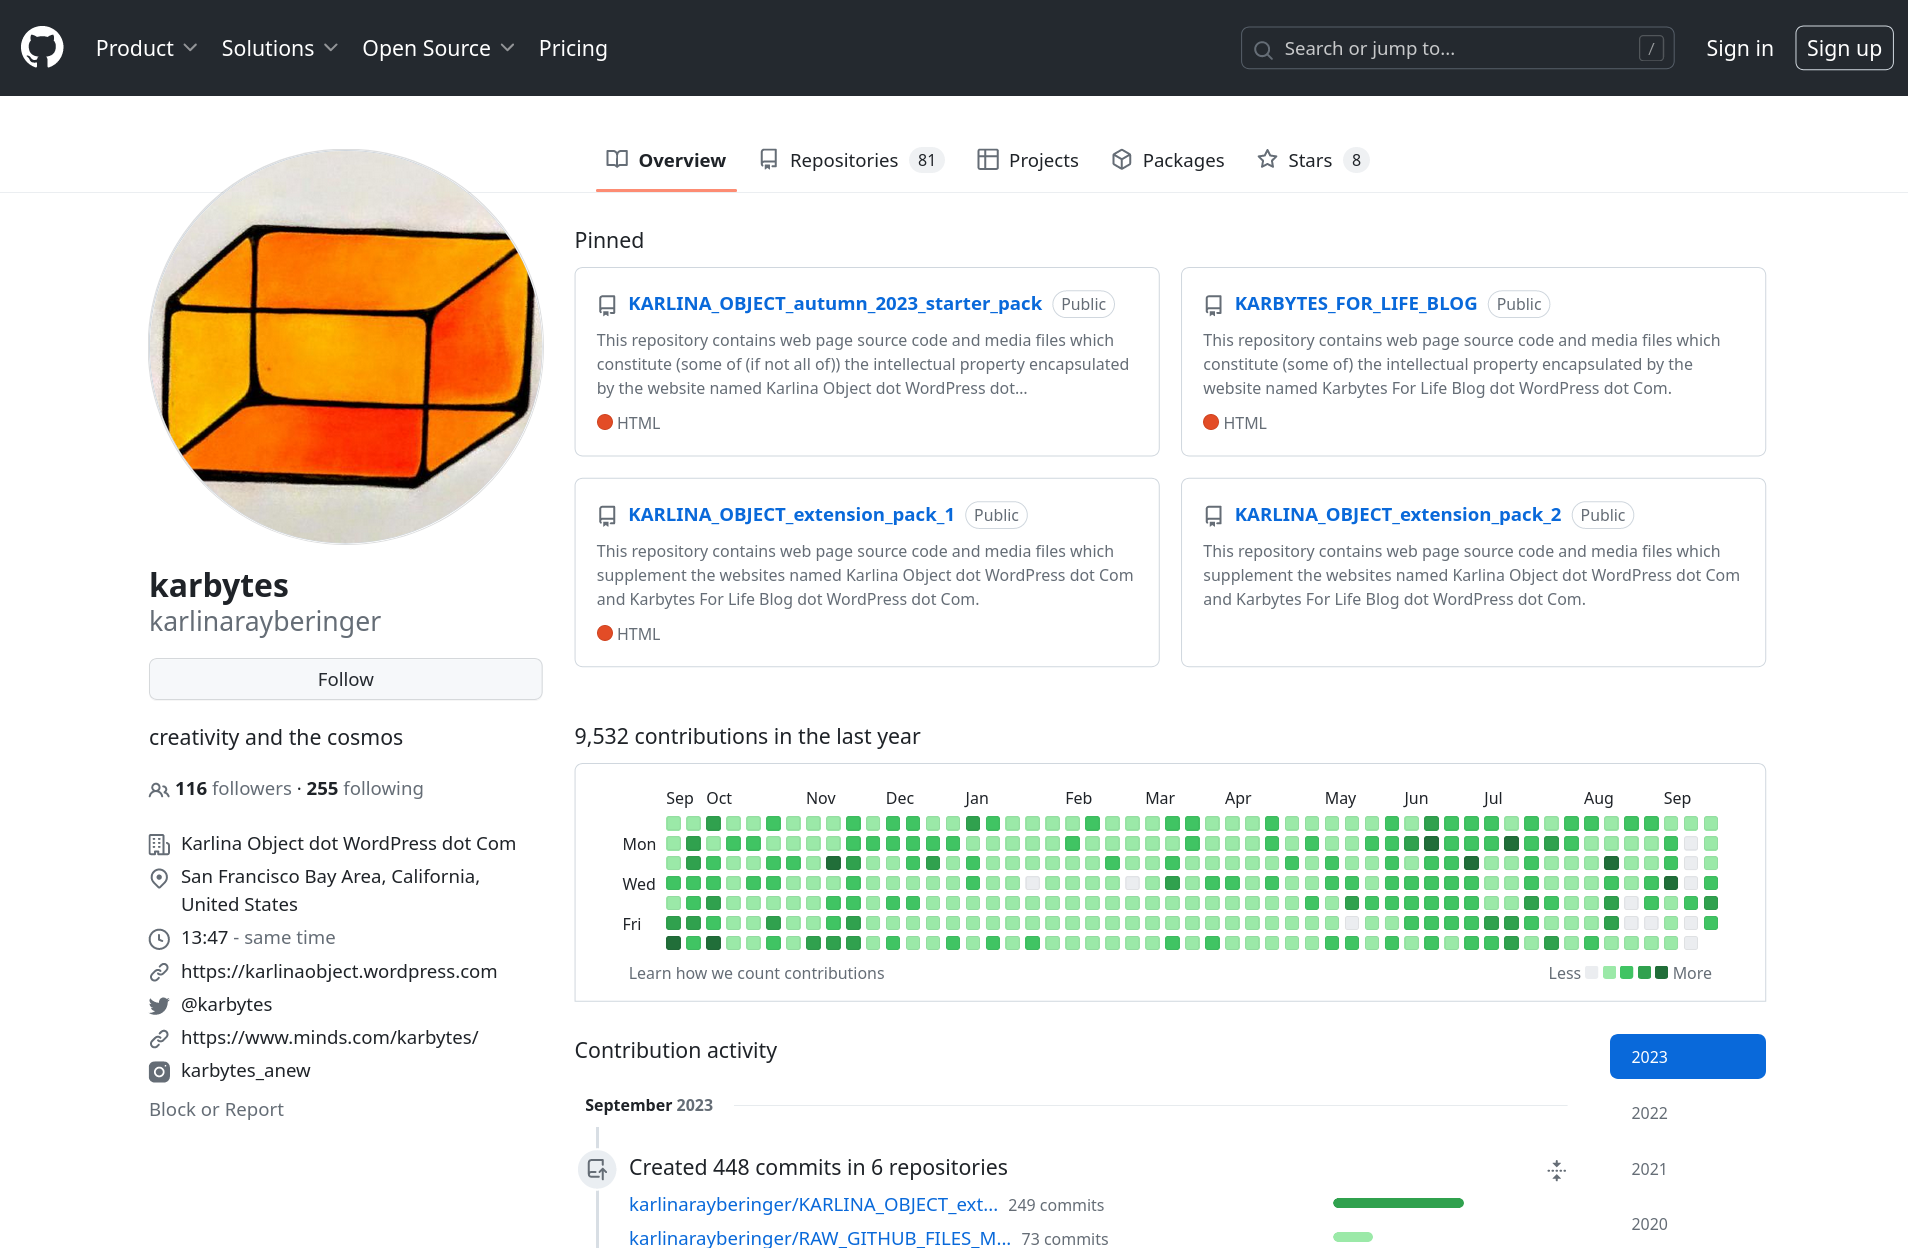 Product Solutions Open Source Pricing Search or jump to... / Sign in Sign up
Overview Repositories 81 Projects Packages Stars 8
karbytes
karlinarayberinger
Follow
creativity and the cosmos
116 followers · 255 following
Karlina Object dot WordPress dot Com
San Francisco Bay Area, California,
United States
13:47 - same time
https://karlinaobject.wordpress.com
@karbytes
https://www.minds.com/karbytes/
karbytes_anew
Block or Report
Pinned
KARLINA_OBJECT_autumn_2023_starter_pack Public
This repository contains web page source code and media files which
constitute (some of (if not all of)) the intellectual property encapsulated
by the website named Karlina Object dot WordPress dot...
HTML
KARBYTES_FOR_LIFE_BLOG Public
This repository contains web page source code and media files which
constitute (some of) the intellectual property encapsulated by the
website named Karbytes For Life Blog dot WordPress dot Com.
HTML
KARLINA_OBJECT_extension_pack_1 Public
This repository contains web page source code and media files which
supplement the websites named Karlina Object dot WordPress dot Com
and Karbytes For Life Blog dot WordPress dot Com.
HTML
KARLINA_OBJECT_extension_pack_2 Public
This repository contains web page source code and media files which
supplement the websites named Karlina Object dot WordPress dot Com
and Karbytes For Life Blog dot WordPress dot Com.
9,532 contributions in the last year
Sep Oct Nov Dec Jan Feb Mar Apr May Jun Jul Aug Sep
Mon
Wed
Fri
Learn how we count contributions Less More
Contribution activity
September 2023
Created 448 commits in 6 repositories
karlinarayberinger/KARLINA_OBJECT_ext... 249 commits
karlinarayberinger/RAW_GITHUB_FILES_M... 73 commits
2023
2022
2021
2020